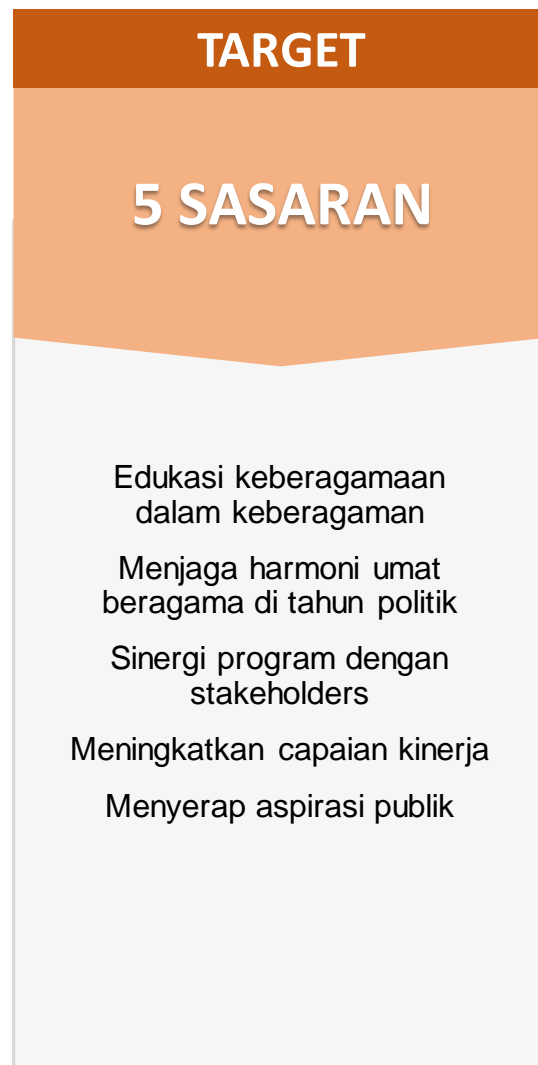 TARGET
5 SASARAN
Edukasi keberagamaan
dalam keberagaman
Menjaga harmoni umat
beragama di tahun politik
Sinergi program dengan
stakeholders
Meningkatkan capaian kinerja
Menyerap aspirasi publik